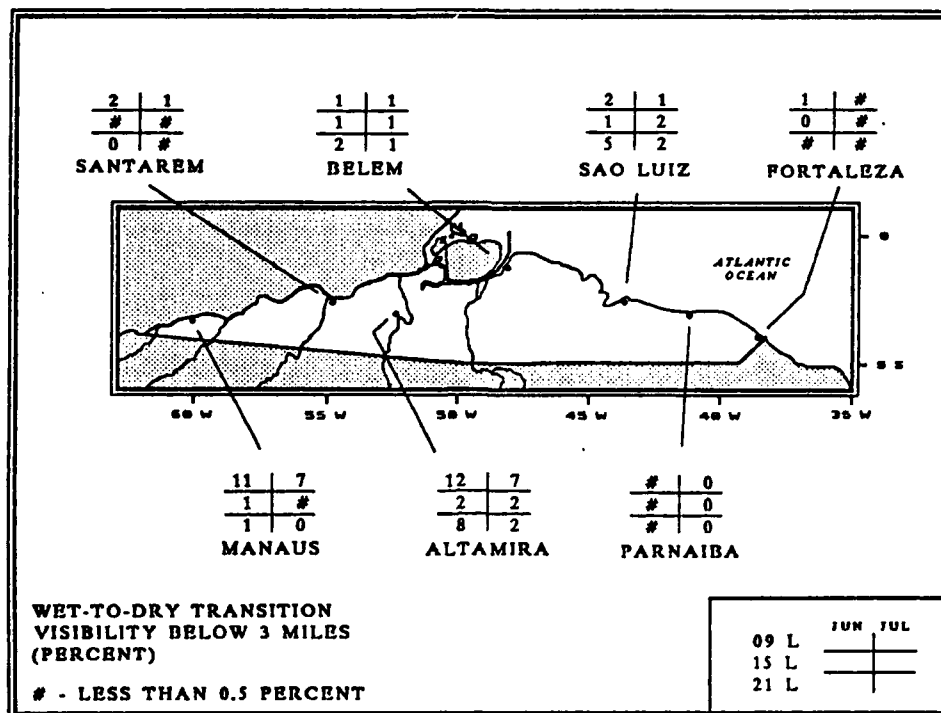 2 1 1 1 2 1 1 #
# # 1 1 1 2 0 #
0 # 2 1 5 2 # #
SANTAREM BELEM SAO LUIZ FORTALEZA
0
ATLANTIC
OCEAN
5 S
60 W 55 W 50 W 45 W 40 W 35 W
11 7 12 7 # 0
1 # 2 2 # 0
1 0 8 2 # 0
MANAUS ALTAMIRA PARNAIBA
WET-TO-DRY TRANSITION
VISIBILITY BELOW 3 MILES
(PERCENT)
# - LESS THAN 0.5 PERCENT
JUN JUL
09 L
15 L
21 L